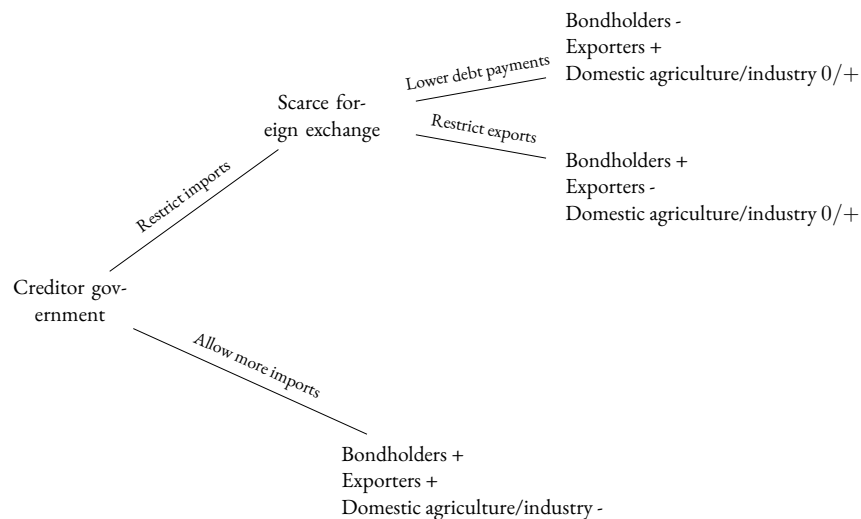 Bondholders -
Exporters +
Domestic agriculture/industry 0/+
Lower debt payments
Scarce for-
eign exchange
Restrict exports
Bondholders +
Exporters -
Domestic agriculture/industry 0/+
Restrict imports
Creditor gov-
ernment
Allow more imports
Bondholders +
Exporters +
Domestic agriculture/industry -